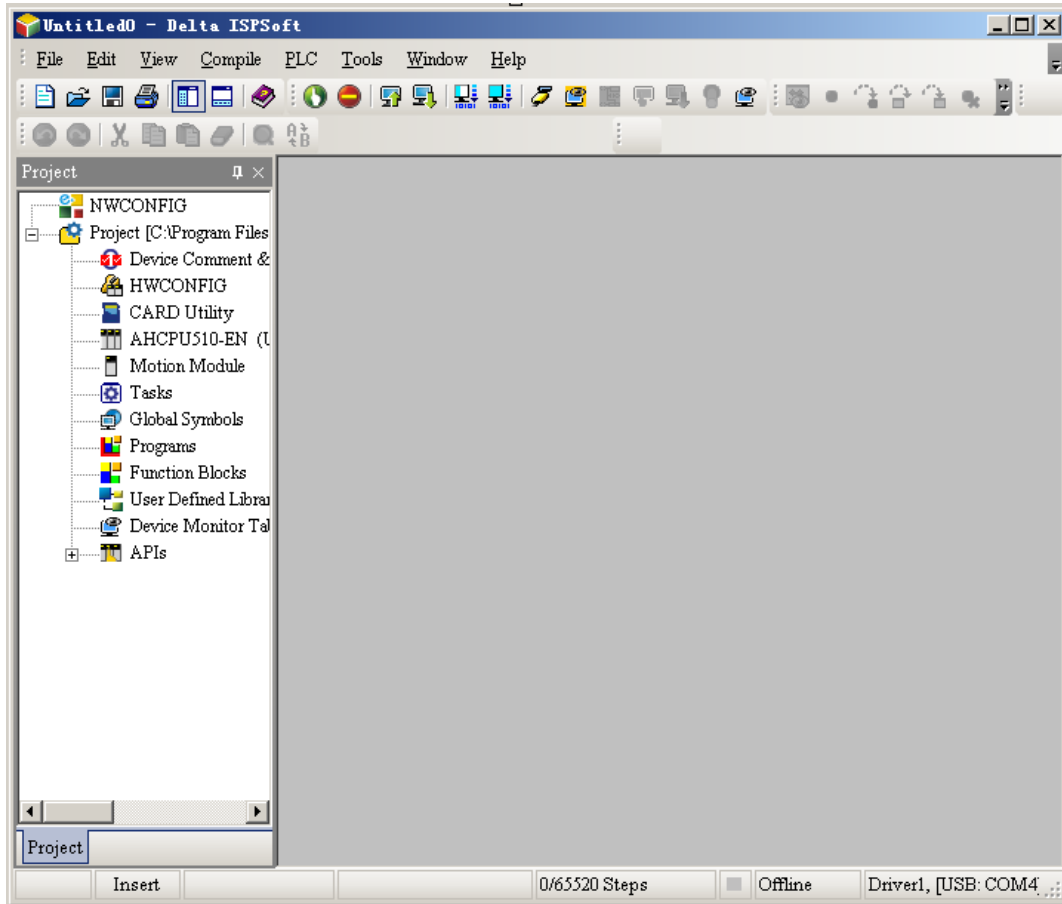 Untitled0 - Delta ISPSoft
File Edit View Compile PLC Tools Window Help
Project
NWCONFIG
Project [C:\Program Files
Device Comment &
HWCONFIG
CARD Utility
AHCPU510-EN (U
Motion Module
Tasks
Global Symbols
Programs
Function Blocks
User Defined Librar
Device Monitor Tab
APIs
Project
Insert 0/65520 Steps Offline Driver1, [USB: COM4]